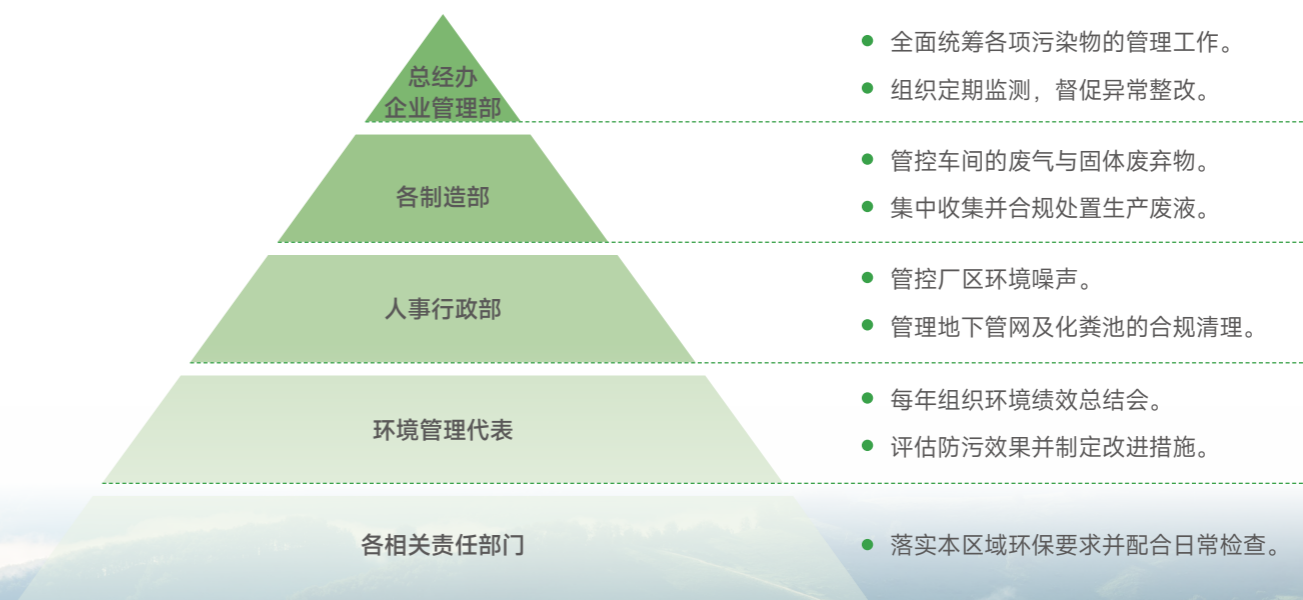 总经办
企业管理部
全面统筹各项污染物的管理工作。
组织定期监测，督促异常整改。
各制造部
管控车间的废气与固体废弃物。
集中收集并合规处置生产废液。
人事行政部
管控厂区环境噪声。
管理地下管网及化粪池的合规清理。
环境管理代表
每年组织环境绩效总结会。
评估防污效果并制定改进措施。
各相关责任部门
落实本区域环保要求并配合日常检查。